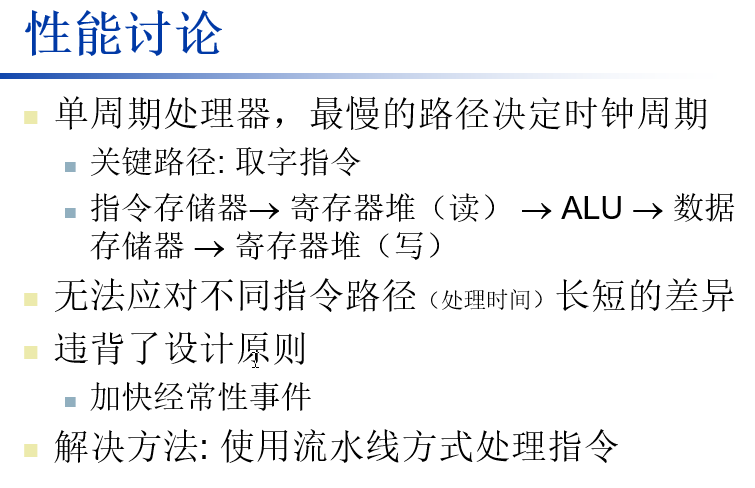 性能讨论
单周期处理器，最慢的路径决定时钟周期
关键路径: 取字指令
指令存储器→ 寄存器堆（读） → ALU → 数据
存储器 → 寄存器堆（写）
无法应对不同指令路径（处理时间）长短的差异
违背了设计原则
加快经常性事件
解决方法: 使用流水线方式处理指令